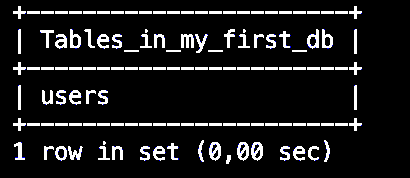 +-----------------------+
| Tables_in_my_first_db |
+-----------------------+
| users                 |
+-----------------------+
1 row in set (0,00 sec)